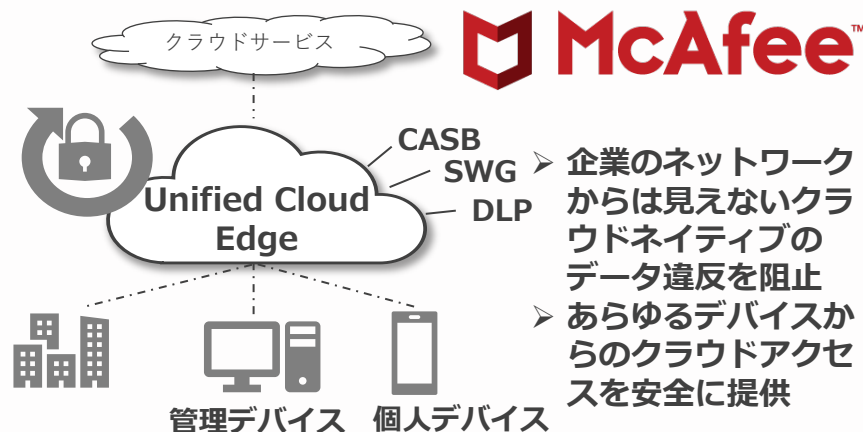 クラウドサービス
McAfee™
CASB
SWG
DLP
Unified Cloud
Edge
➢ 企業のネットワーク
からは見えないクラ
ウドネイティブの
データ違反を阻止
➢ あらゆるデバイスか
らのクラウドアクセ
スを安全に提供
管理デバイス
個人デバイス